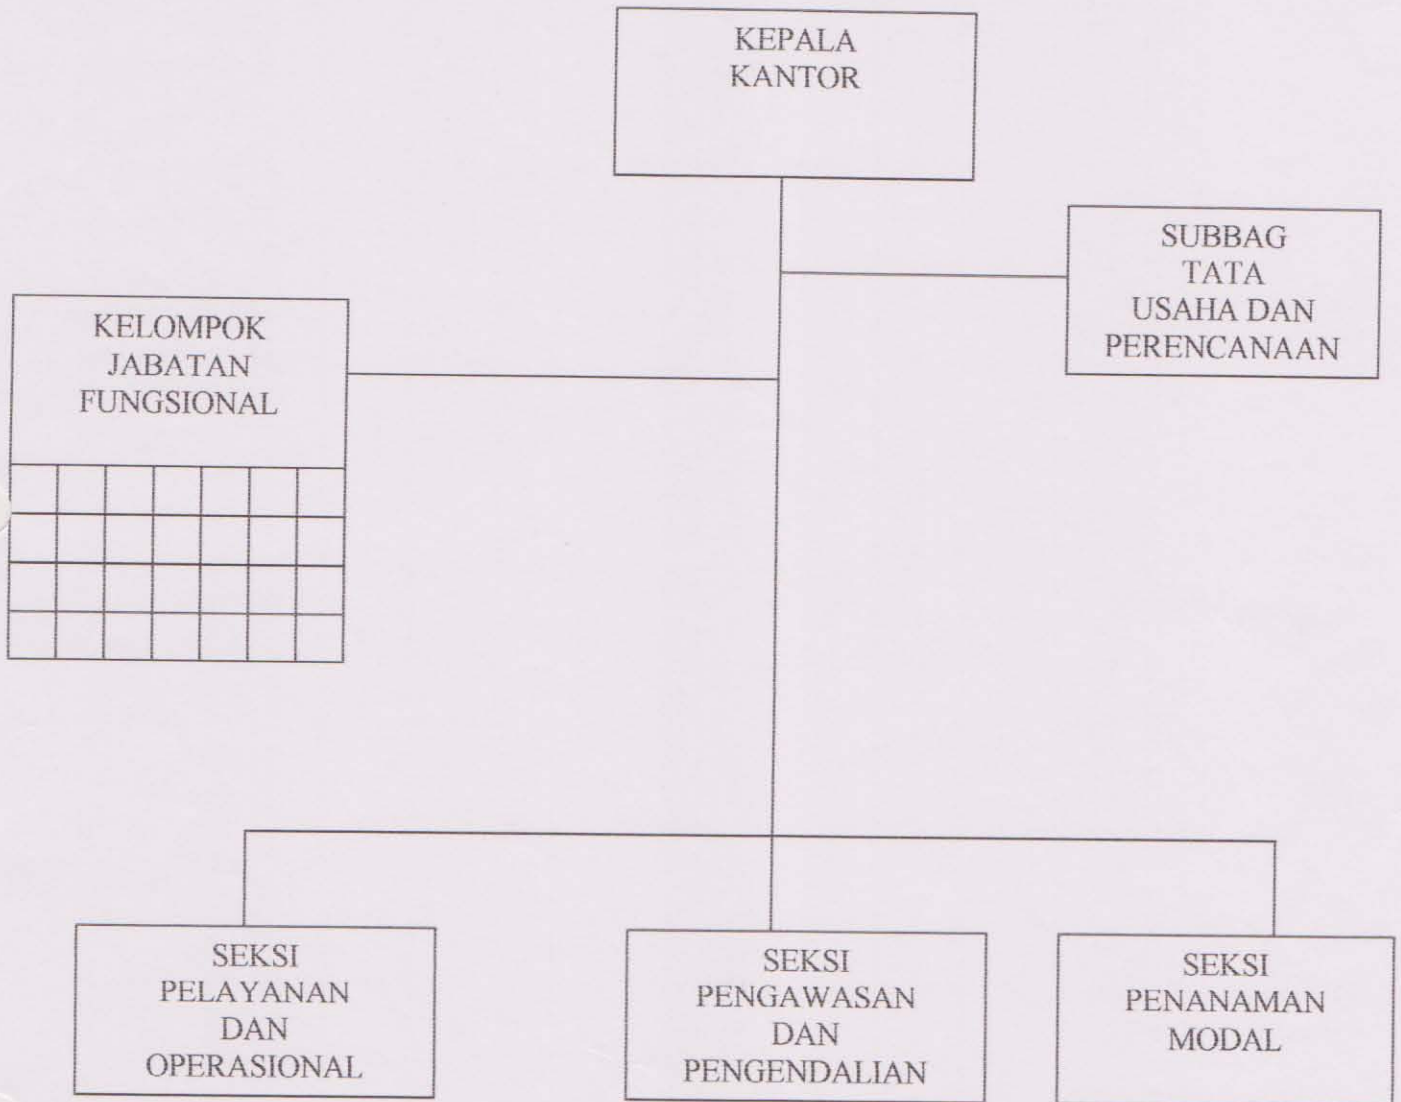 KEPALA
KANTOR
SUBBAG
TATA
USAHA DAN
PERENCANAAN
KELOMPOK
JABATAN
FUNGSIONAL
SEKSI
PELAYANAN
DAN
OPERASIONAL
SEKSI
PENGAWASAN
DAN
PENGENDALIAN
SEKSI
PENANAMAN
MODAL